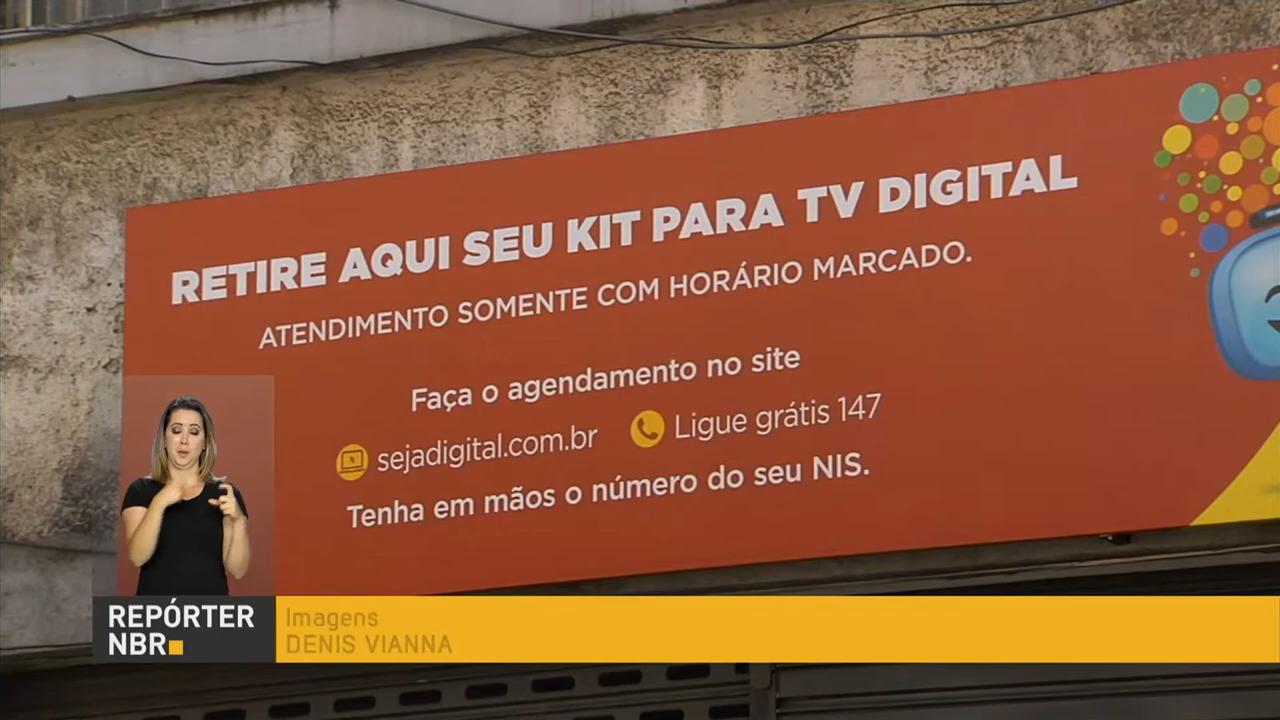 RETIRE AQUI SEU KIT PARA TV DIGITAL
ATENDIMENTO SOMENTE COM HORÁRIO MARCADO.
Faça o agendamento no site
sejadigital.com.br
Ligue grátis 147
Tenha em mãos o número do seu NIS.
REPÓRTER
NBR
Imagens
DENIS VIANNA